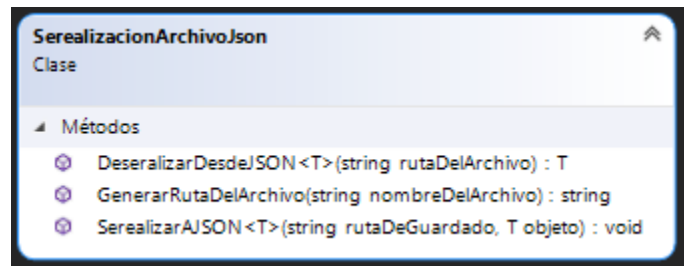 SerealizacionArchivoJson
Clase
Métodos
DeseralizarDesdeJSON<T>(string rutaDelArchivo) : T
GenerarRutaDelArchivo(string nombreDelArchivo) : string
SerealizarAJSON<T>(string rutaDeGuardado, T objeto) : void